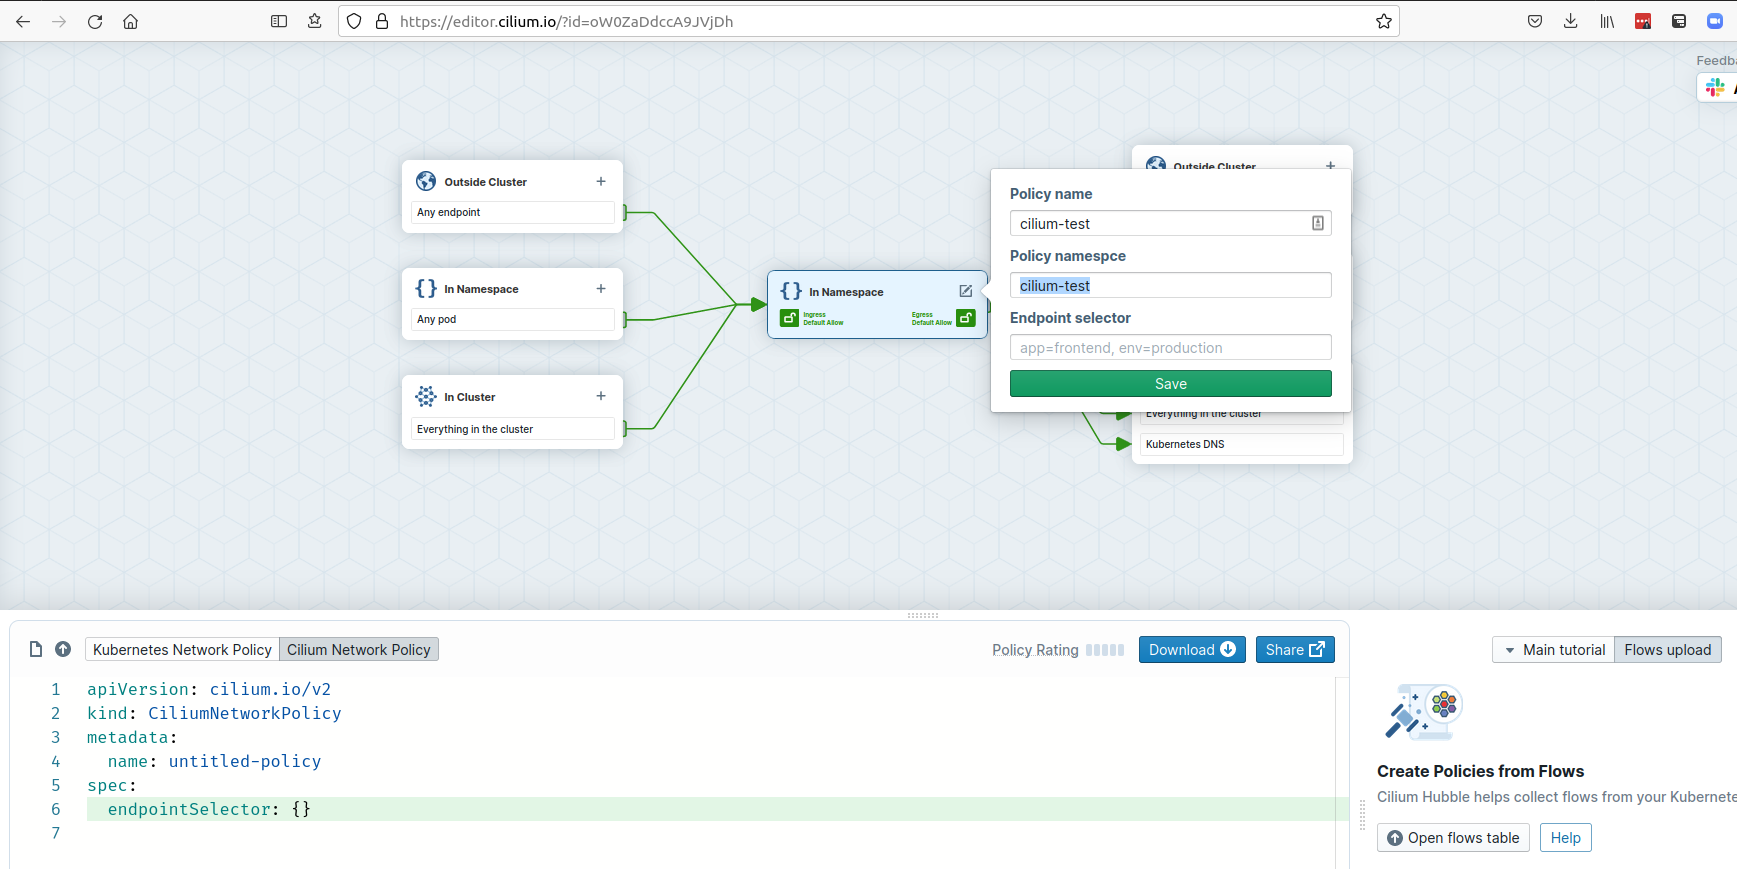 https://editor.cilium.io/?id=oW0ZaDdccA9JVjDh
Outside Cluster
Any endpoint
In Namespace
Any pod
In Cluster
Everything in the cluster
In Namespace
Ingress
Default Allow
Egress
Default Allow
Outside Cluster
Policy name
cilium-test
Policy namespce
cilium-test
Endpoint selector
app=frontend, env=production
Save
Everything in the cluster
Kubernetes DNS
Kubernetes Network Policy
Cilium Network Policy
Policy Rating
Download
Share
Main tutorial
Flows upload
1 apiVersion: cilium.io/v2
2 kind: CiliumNetworkPolicy
3 metadata:
4 name: untitled-policy
5 spec:
6 endpointSelector: {}
7
Create Policies from Flows
Cilium Hubble helps collect flows from your
Open flows table
Help